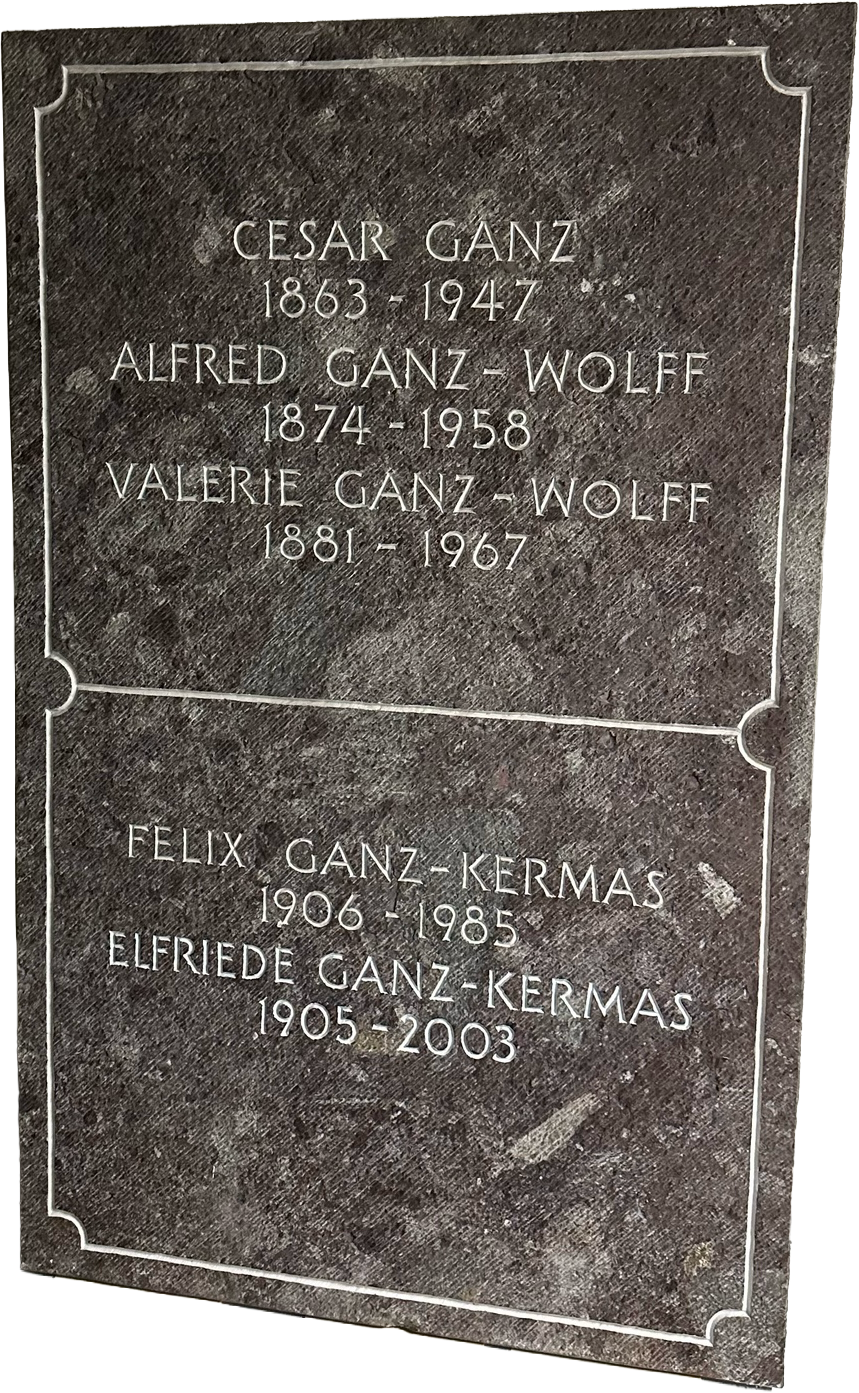 CESAR GANZ
1863 - 1947
ALFRED GANZ - WOLFF
1874 - 1958
VALERIE GANZ - WOLFF
1881 - 1967
FELIX GANZ-KERMAS
1906 - 1985
ELFRIEDE GANZ-KERMAS
1905 - 2003